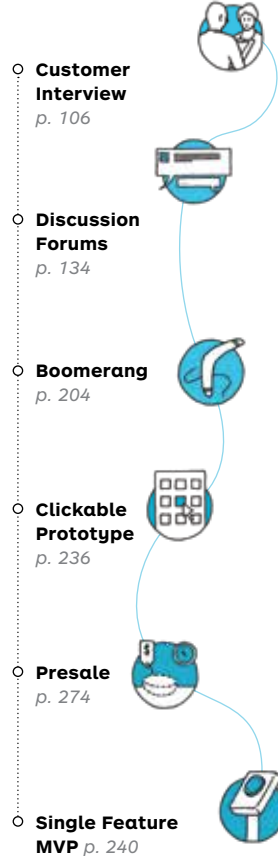 Customer
Interview
p. 106
Discussion
Forums
p. 134
Boomerang
p. 204
Clickable
Prototype
p. 236
$
Presale
p. 274
Single Feature
MVP p. 240